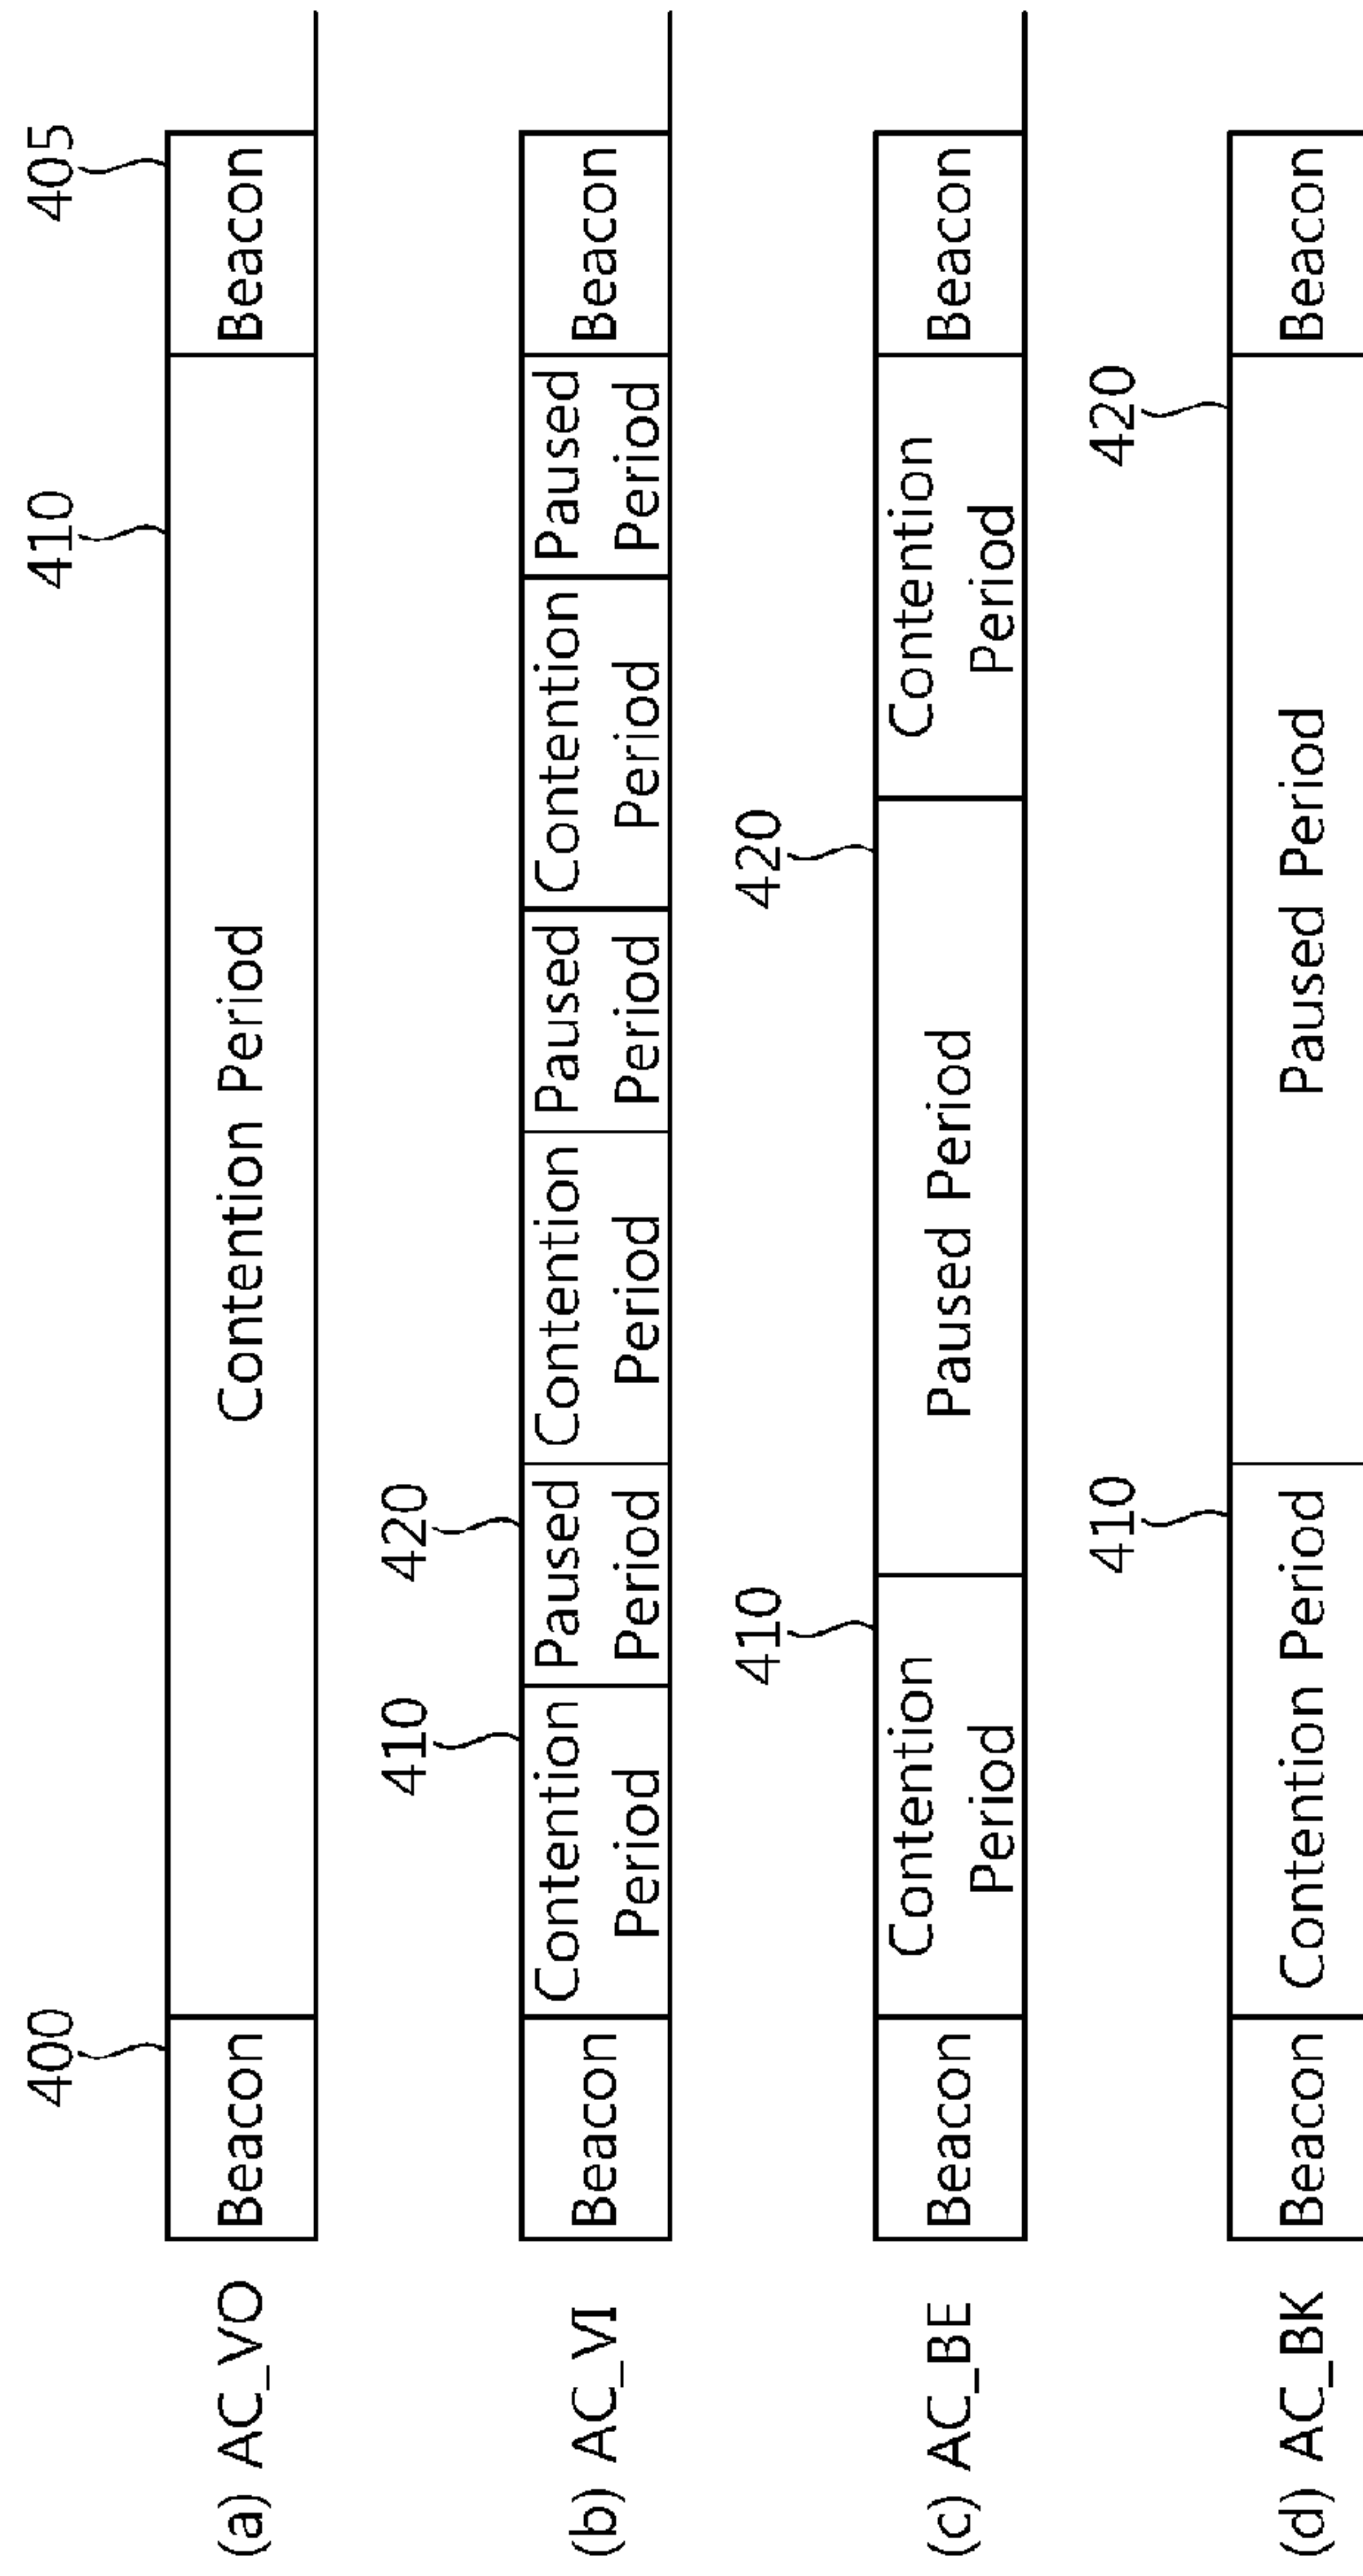 400
410
405
(a) AC_VO
Beacon
Contention Period
Beacon
410
420
(b) AC_VI
Beacon
Contention
Period
Paused
Period
Contention
Period
Paused
Period
Contention
Period
Paused
Period
Beacon
410
420
(c) AC_BE
Beacon
Contention
Period
Paused Period
Contention
Period
Beacon
410
420
(d) AC_BK
Beacon
Contention Period
Paused Period
Beacon